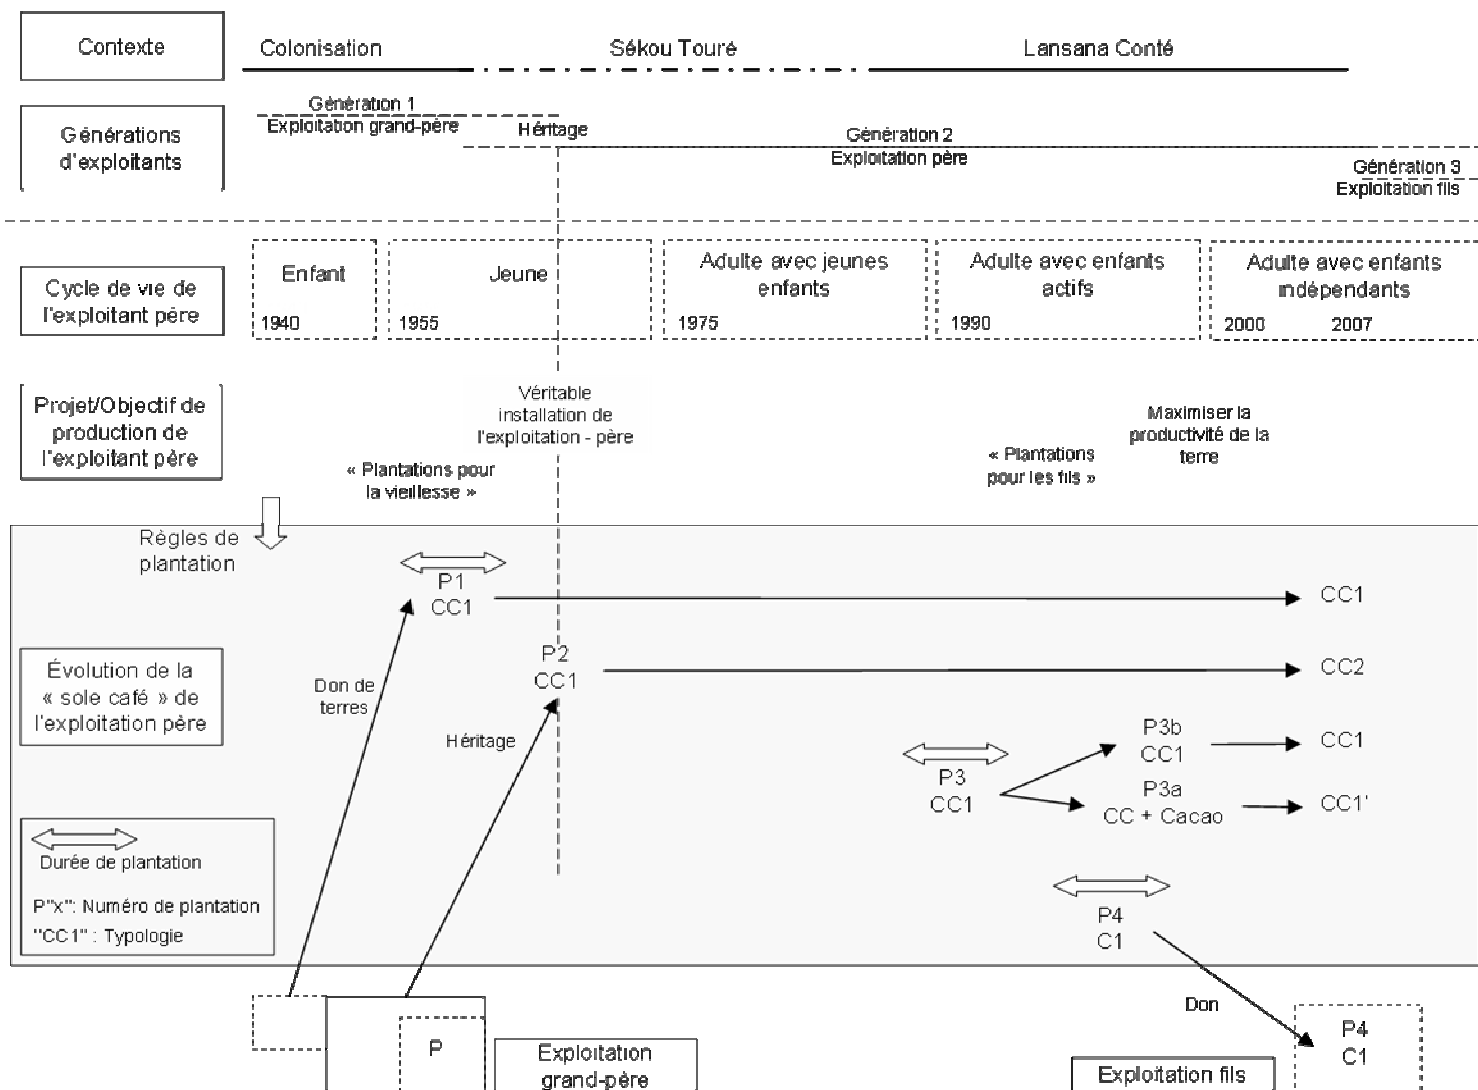 Contexte
Colonisation
Sékou Touré
Lansana Conté
Générations
d'exploitants
Génération 1
Exploitation grand-père
Héritage
Génération 2
Exploitation père
Génération 3
Exploitation fils
Cycle de vie de
l'exploitant père
Enfant
1940
Jeune
1955
Adulte avec jeunes
enfants
1975
Adulte avec enfants
actifs
1990
Adulte avec enfants
indépendants
2000 2007
Projet/Objectif de
production de
l'exploitant père
Véritable
installation de
l'exploitation - père
« Plantations pour
la vieillesse »
« Plantations
pour les fils »
Maximiser la
productivité de la
terre
Règles de
plantation
P1
CC1
CC1
Évolution de la
« sole café » de
l'exploitation père
Don de
terres
P2
CC1
CC2
Héritage
P3
CC1
P3b
CC1
CC1
P3a
CC + Cacao
CC1'
Durée de plantation
P"x": Numéro de plantation
"CC1" : Typologie
P4
C1
Don
P
Exploitation
grand-père
Exploitation fils
P4
C1